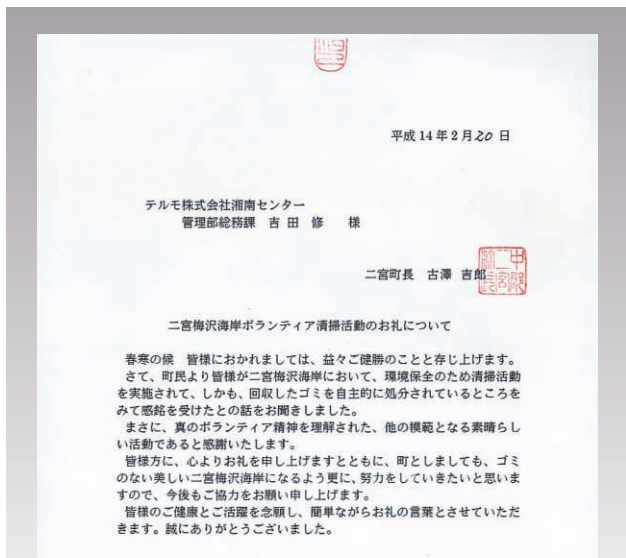 平成14年2月20日
テルモ株式会社湘南センター
管理部総務課 吉田 修 様
二宮町長 古澤 吉郎
二宮梅沢海岸ボランティア清掃活動のお礼について
春寒の候 皆様におかれましては、益々ご健勝のことと存じ上げます。
さて、町民より皆様が二宮梅沢海岸において、環境保全のため清掃活動
を実施されて、しかも、回収したゴミを自主的に処分されているところを
みて感銘を受けたとの話をお聞きしました。
まさに、真のボランティア精神を理解された、他の模範となる素晴らし
い活動であると感謝いたします。
皆様方に、心よりお礼を申し上げますとともに、町としましても、ゴミ
のない美しい二宮梅沢海岸になるよう更に、努力をしていきたいと思いま
すので、今後もご協力をお願い申し上げます。
皆様のご健康とご活躍を念願し、簡単ながらお礼の言葉とさせていただ
きます。誠にありがとうございました。